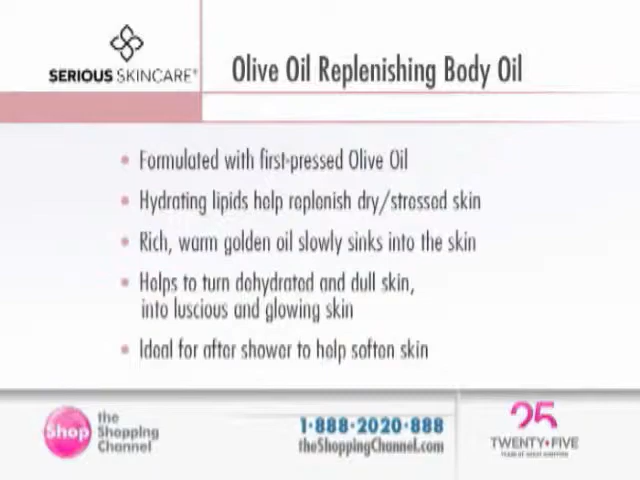 SERIOUS SKINCARE®
Olive Oil Replenishing Body Oil
• Formulated with first-pressed Olive Oil
• Hydrating lipids help replenish dry/stressed skin
• Rich, warm golden oil slowly sinks into the skin
• Helps to turn dehydrated and dull skin,
into luscious and glowing skin
• Ideal for after shower to help soften skin
Shop
the
Shopping
Channel
1•888•2020•888
theShoppingChannel.com
25
TWENTY•FIVE